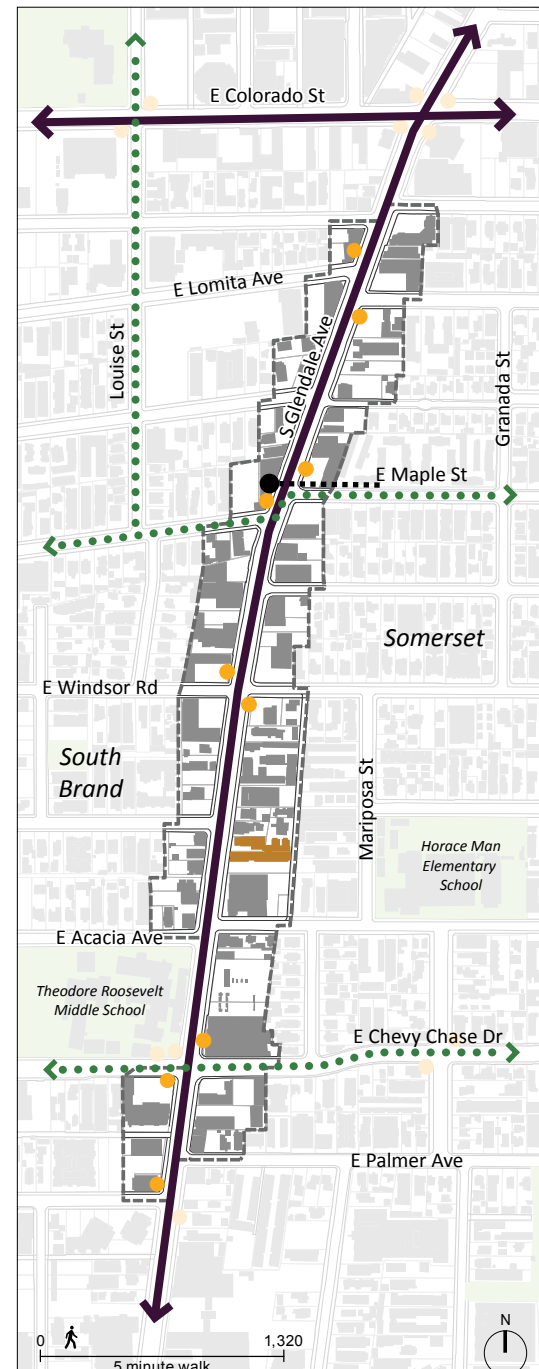 E Colorado St
E Lomita Ave
S Glendale Ave
Louise St
Granada St
E Maple St
Somerset
E Windsor Rd
South
Brand
Mariposa St
Horace Man
Elementary
School
E Acacia Ave
Theodore Roosevelt
Middle School
E Chevy Chase Dr
E Palmer Ave
N
0
1,320
5 minute walk